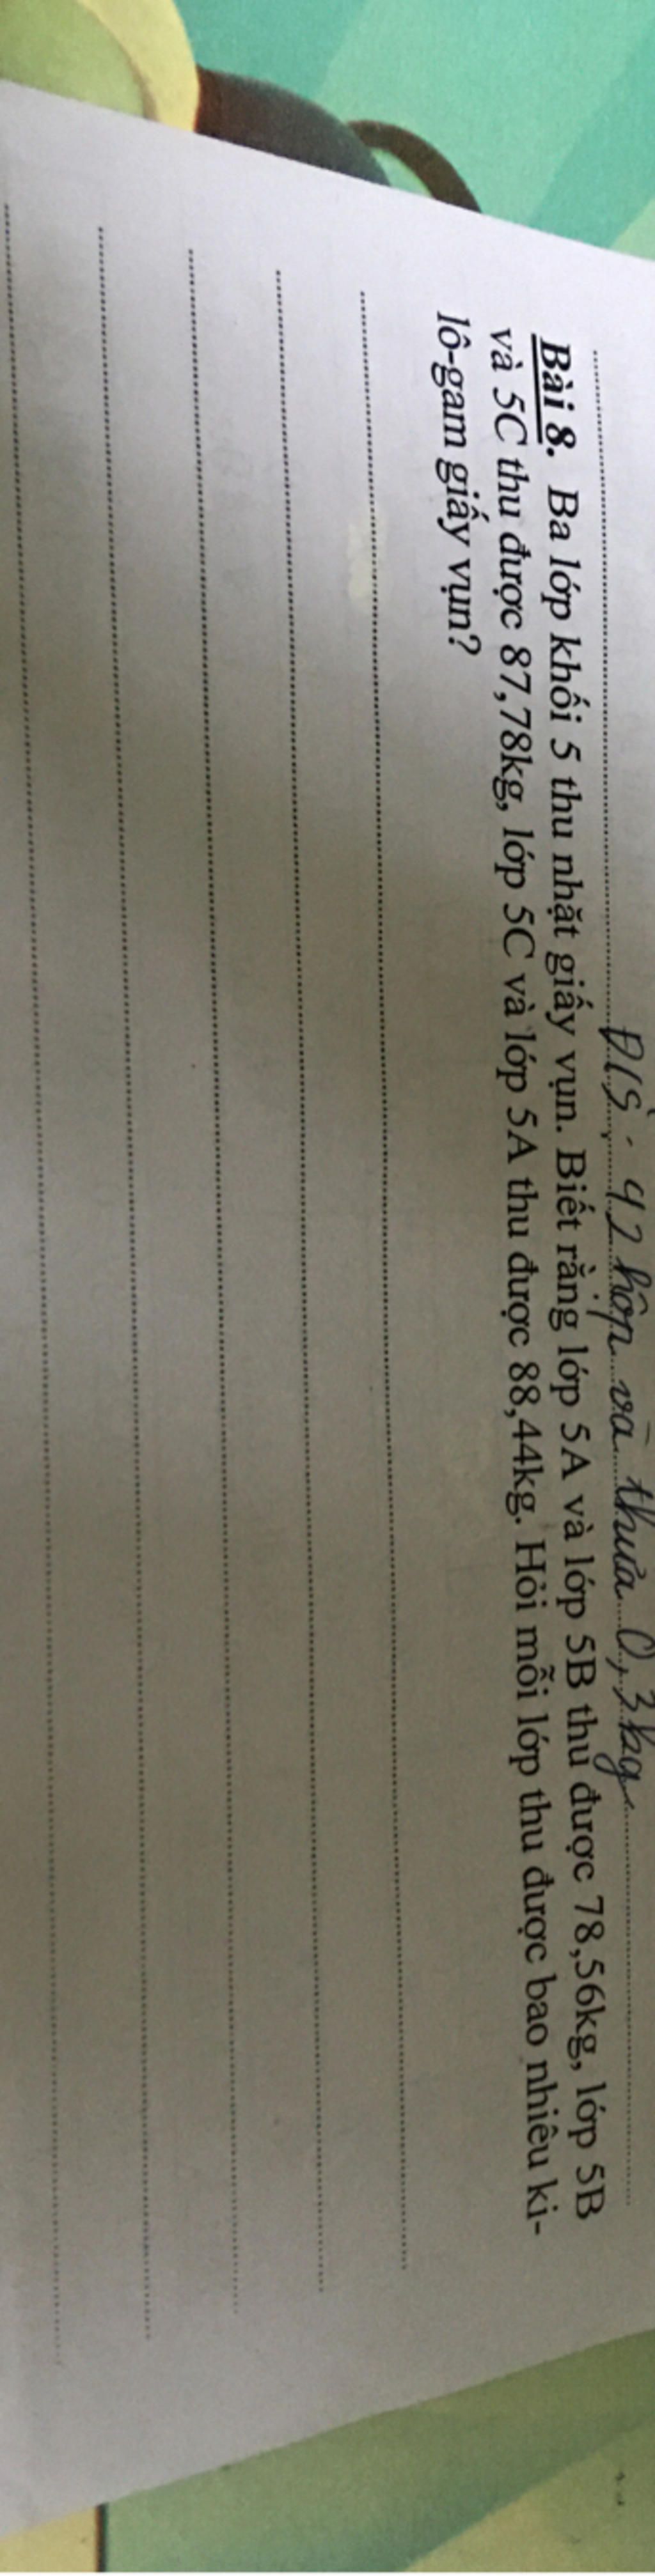 Đ/S: 42 hộp và thừa 0,3kg
Bài 8. Ba lớp khối 5 thu nhặt giấy vụn. Biết rằng lớp 5A và lớp 5B thu được 78,56kg, lớp 5B
và 5C thu được 87,78kg, lớp 5C và lớp 5A thu được 88,44kg. Hỏi mỗi lớp thu được bao nhiêu ki-
lô-gam giấy vụn?